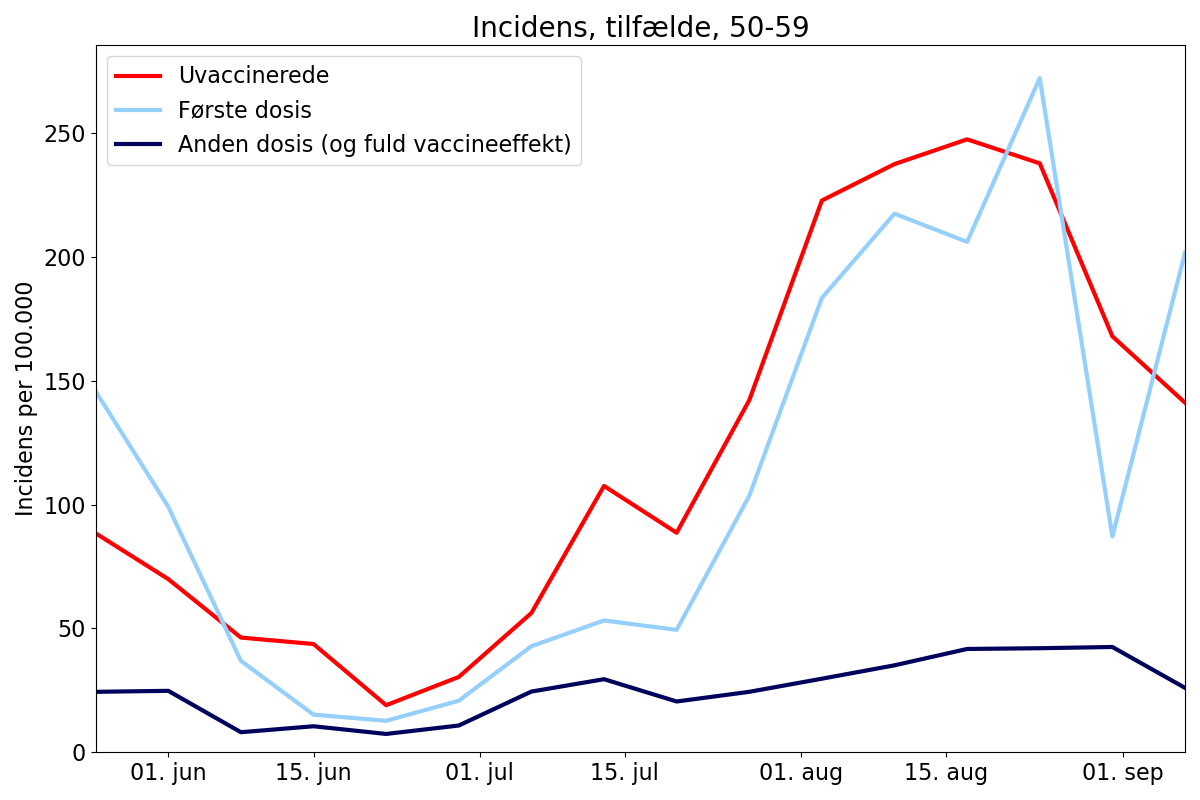 Incidens, tilfælde, 50-59
Uvaccinerede
Første dosis
Anden dosis (og fuld vaccineeffekt)
Incidens per 100.000
250
200
150
100
50
0
01. jun
15. jun
01. jul
15. jul
01. aug
15. aug
01. sep